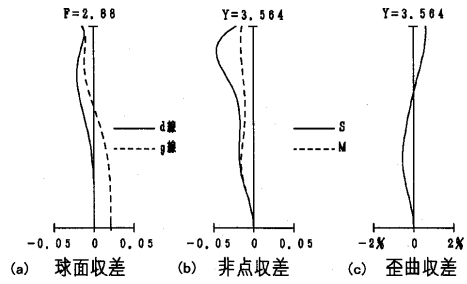 F=2.88
Y=3.564
Y=3.564
d線
g線
S
M
-0.05 0 0.05
-0.05 0 0.05
-2% 0 2%
(a) 球面収差
(b) 非点収差
(c) 歪曲収差